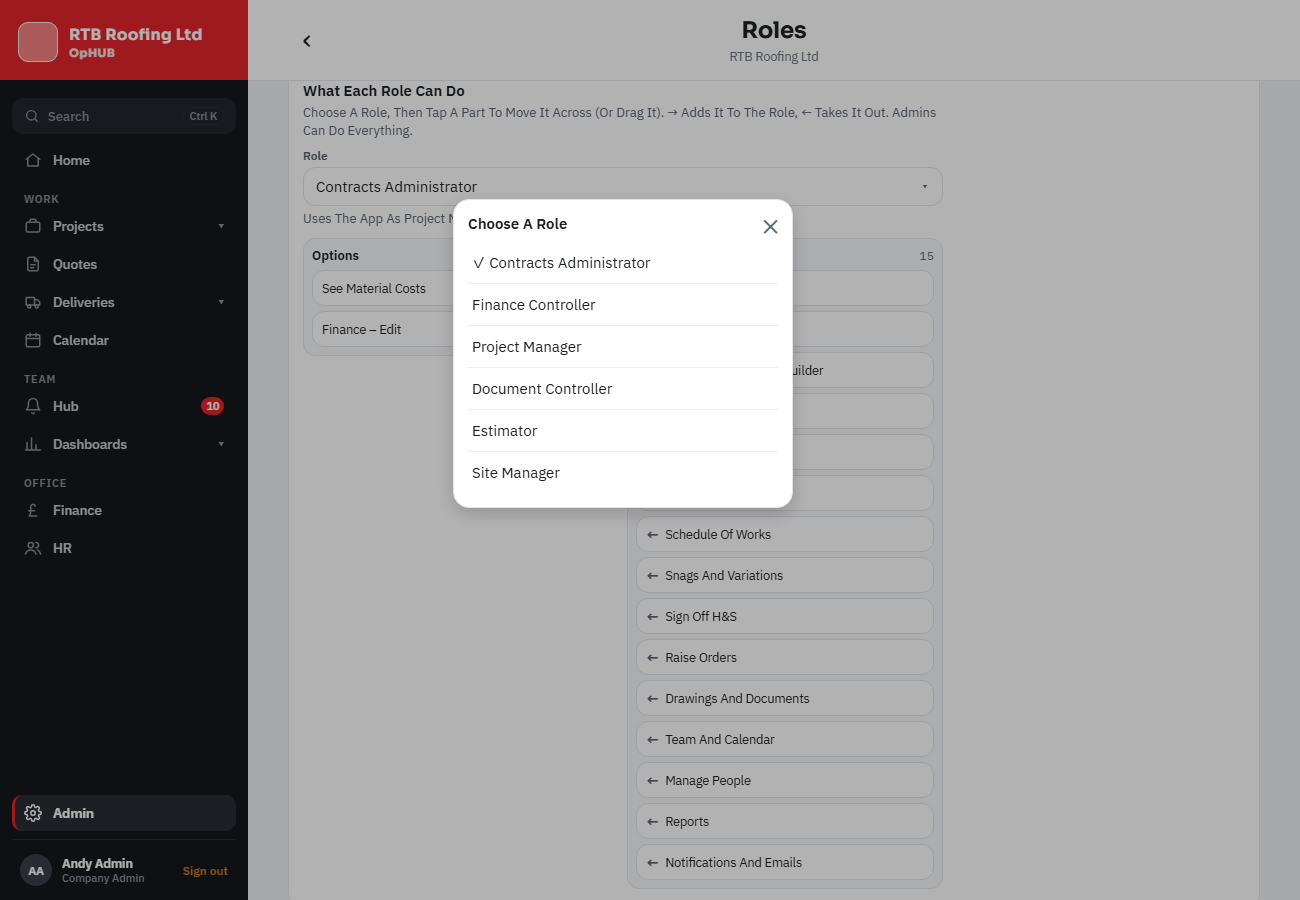 RTB Roofing Ltd
OpHUB
Search
Ctrl K
Home
WORK
Projects
Quotes
Deliveries
Calendar
TEAM
Hub
10
Dashboards
OFFICE
Finance
HR
Admin
AA
Andy Admin
Company Admin
Sign out
Roles
RTB Roofing Ltd
What Each Role Can Do
Choose A Role, Then Tap A Part To Move It Across (Or Drag It). → Adds It To The Role, ← Takes It Out. Admins
Can Do Everything.
Role
Contracts Administrator
Uses The App As Project
Options
15
See Material Costs
Finance – Edit
Choose A Role
✓ Contracts Administrator
Finance Controller
Project Manager
Document Controller
Estimator
Site Manager
← Schedule Of Works
← Snags And Variations
← Sign Off H&S
← Raise Orders
← Drawings And Documents
← Team And Calendar
← Manage People
← Reports
← Notifications And Emails